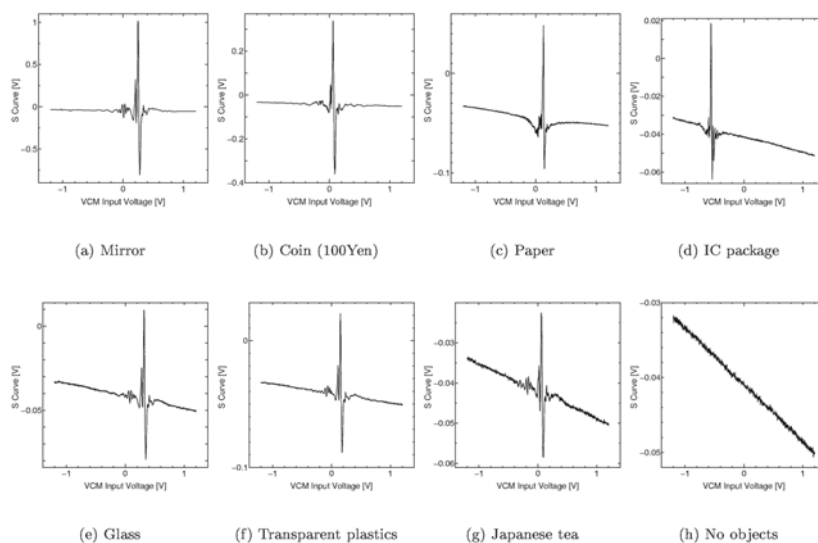 1
0.5
0
−0.5
S Curve [V]
−1 0 1
VCM Input Voltage [V]
(a) Mirror
0.2
0
−0.2
−0.4
S Curve [V]
−1 0 1
VCM Input Voltage [V]
(b) Coin (100Yen)
0
−0.1
S Curve [V]
−1 0 1
VCM Input Voltage [V]
(c) Paper
0.02
0
−0.02
−0.04
−0.06
S Curve [V]
−1 0 1
VCM Input Voltage [V]
(d) IC package
0
−0.05
S Curve [V]
−1 0 1
VCM Input Voltage [V]
(e) Glass
0
−0.1
S Curve [V]
−1 0 1
VCM Input Voltage [V]
(f) Transparent plastics
−0.03
−0.04
−0.05
−0.06
S Curve [V]
−1 0 1
VCM Input Voltage [V]
(g) Japanese tea
−0.03
−0.04
−0.05
S Curve [V]
−1 0 1
VCM Input Voltage [V]
(h) No objects